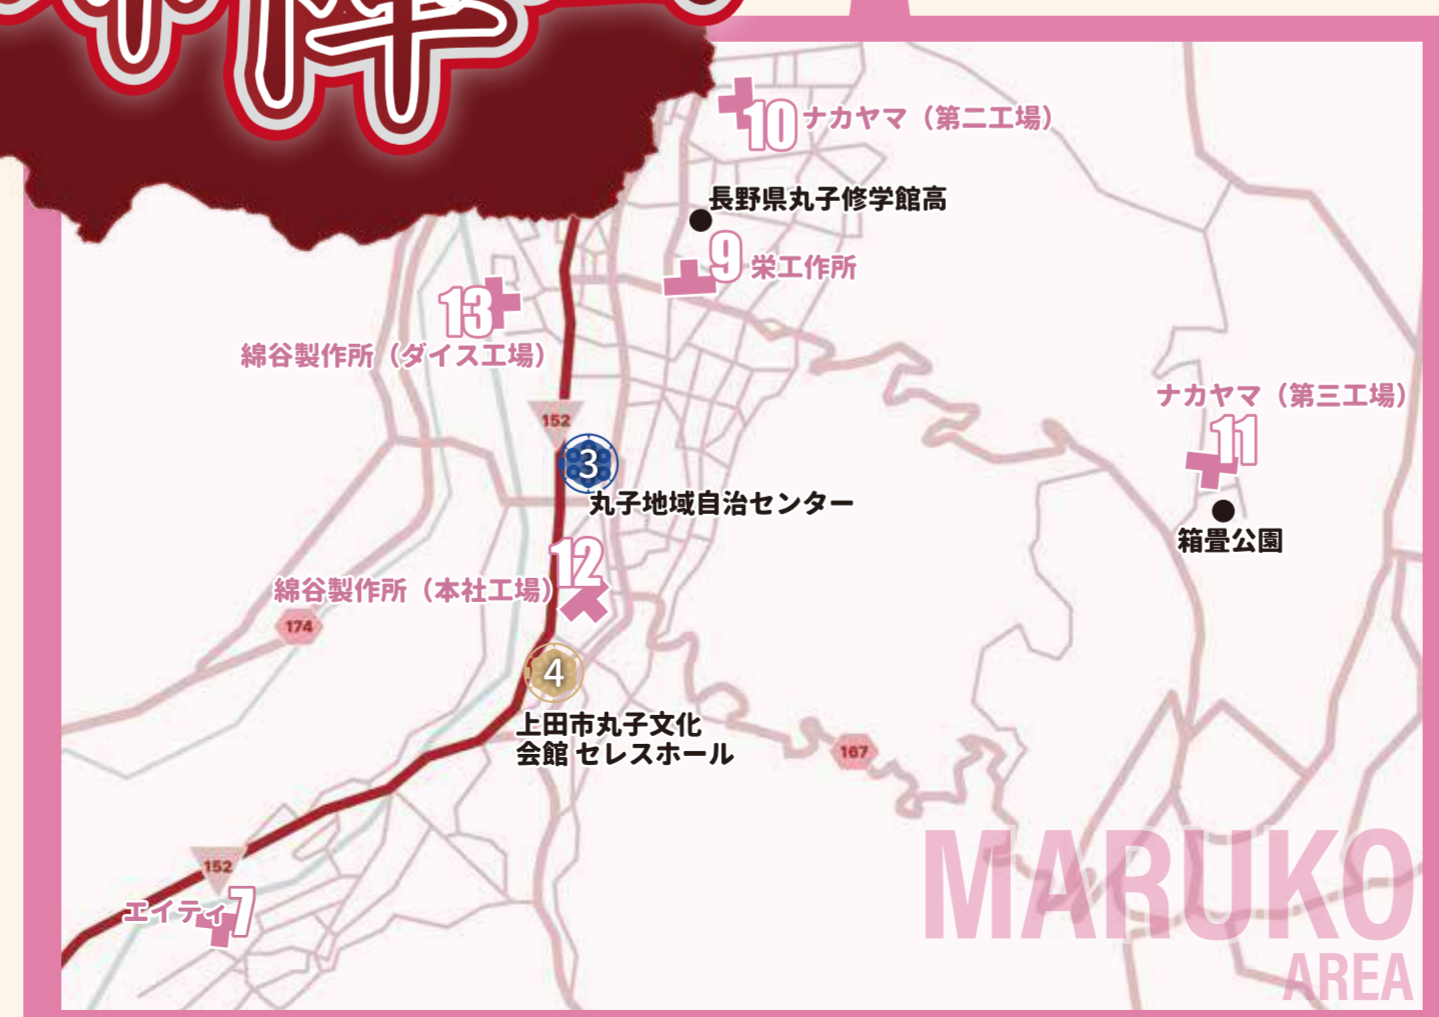 10 ナカヤマ（第二工場）
長野県丸子修学館高
9 栄工作所
13
綿谷製作所（ダイス工場）
ナカヤマ（第三工場）
11
152
3
丸子地域自治センター
箱畳公園
12
綿谷製作所（本社工場）
174
4
上田市丸子文化
会館 セレスホール
167
152
エイティ 7
MARUKO
AREA